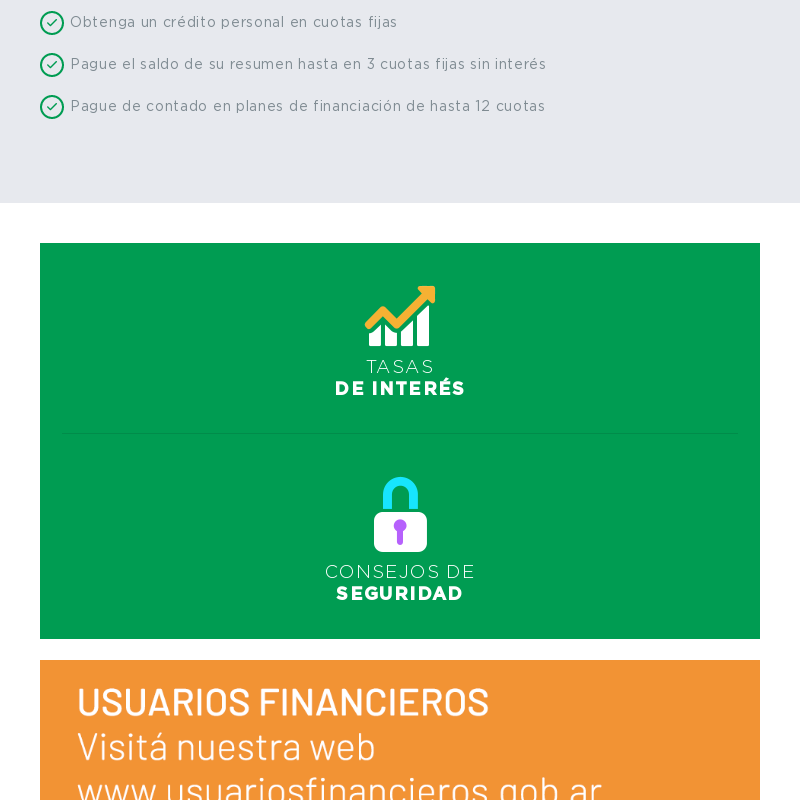 Obtenga un crédito personal en cuotas fijas
Pague el saldo de su resumen hasta en 3 cuotas fijas sin interés
Pague de contado en planes de financiación de hasta 12 cuotas
TASAS
DE INTERÉS
CONSEJOS DE
SEGURIDAD
USUARIOS FINANCIEROS
Visitá nuestra web
www.usuariosfinancieros.gob.ar